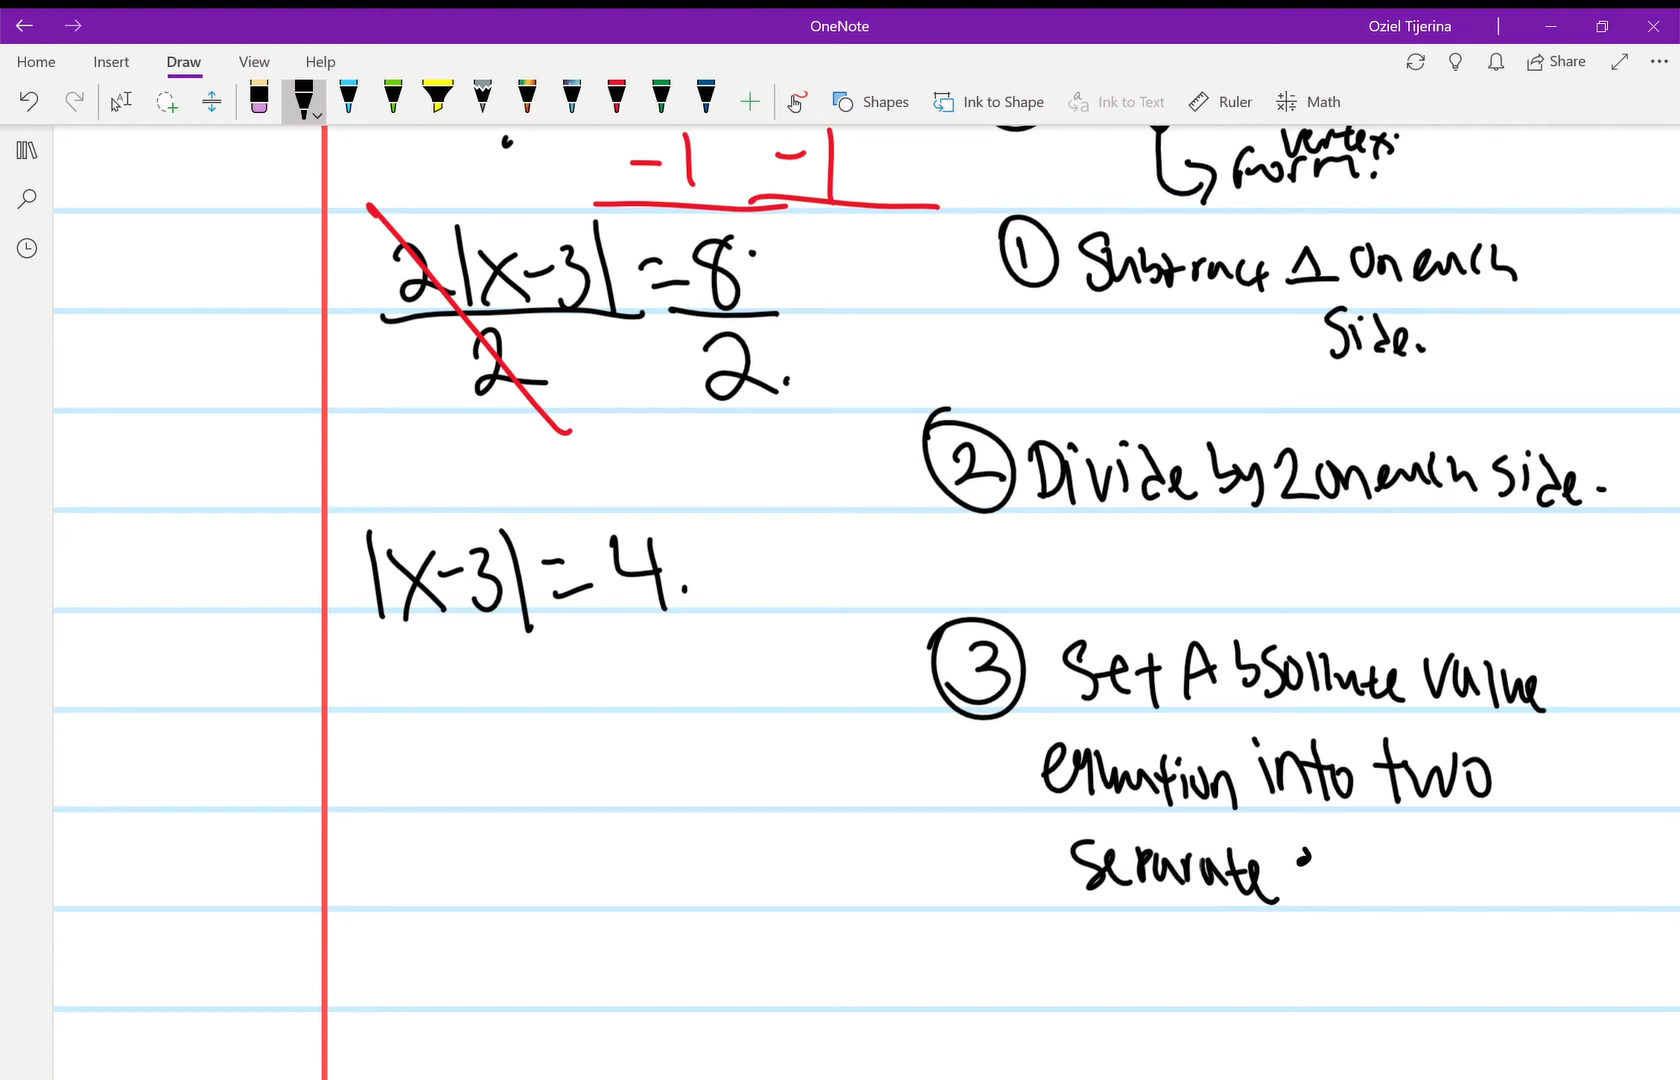 OneNote
Oziel Tijerina
Home Insert Draw View Help
Share
Shapes Ink to Shape Ink to Text Ruler Math
-1 -1
vertex
form.
2|x-3| = 8
2 2.
① Subtract 1 on each
side.
② Divide by 2 on each side.
|x-3| = 4.
③ Set Absolute value
equation into two
separate